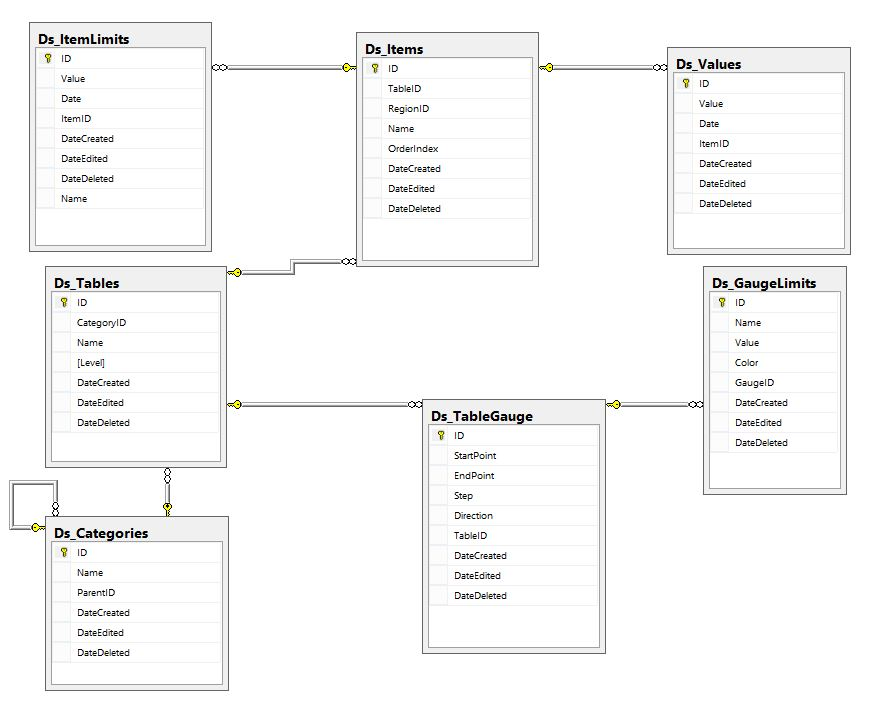 Ds_ItemLimits
ID
Value
Date
ItemID
DateCreated
DateEdited
DateDeleted
Name
Ds_Items
ID
TableID
RegionID
Name
OrderIndex
DateCreated
DateEdited
DateDeleted
Ds_Values
ID
Value
Date
ItemID
DateCreated
DateEdited
DateDeleted
Ds_Tables
ID
CategoryID
Name
[Level]
DateCreated
DateEdited
DateDeleted
Ds_GaugeLimits
ID
Name
Value
Color
GaugeID
DateCreated
DateEdited
DateDeleted
Ds_TableGauge
ID
StartPoint
EndPoint
Step
Direction
TableID
DateCreated
DateEdited
DateDeleted
Ds_Categories
ID
Name
ParentID
DateCreated
DateEdited
DateDeleted